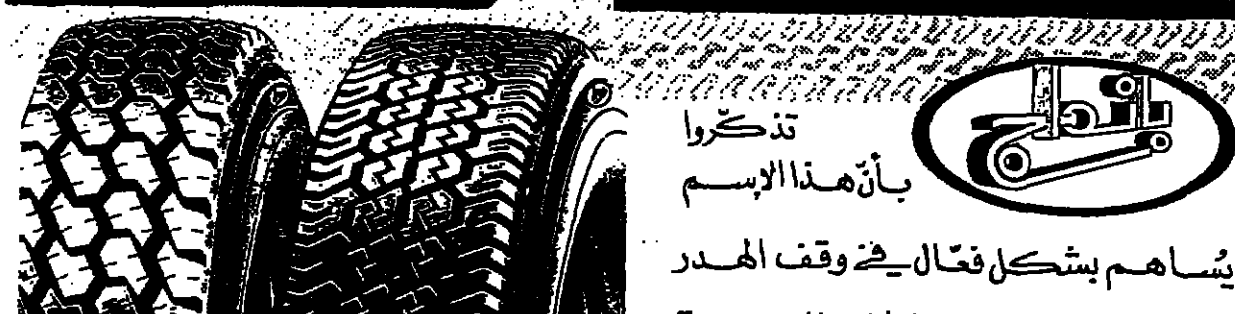 تذكّروا
بأنّ هذا الإسم
يُساهم بشكل فعّال في وقف الهدر